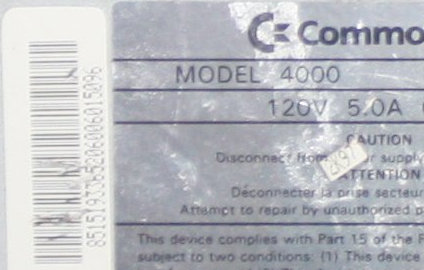 Commo
MODEL 4000
120V 5.0A
CAUTION
Disconnect from r supply
ATTENTION
Déconnecter la prise secteur
Attempt to repair by unauthorized p
This device complies with Part 15 of the F
subject to two conditions: (1) This device